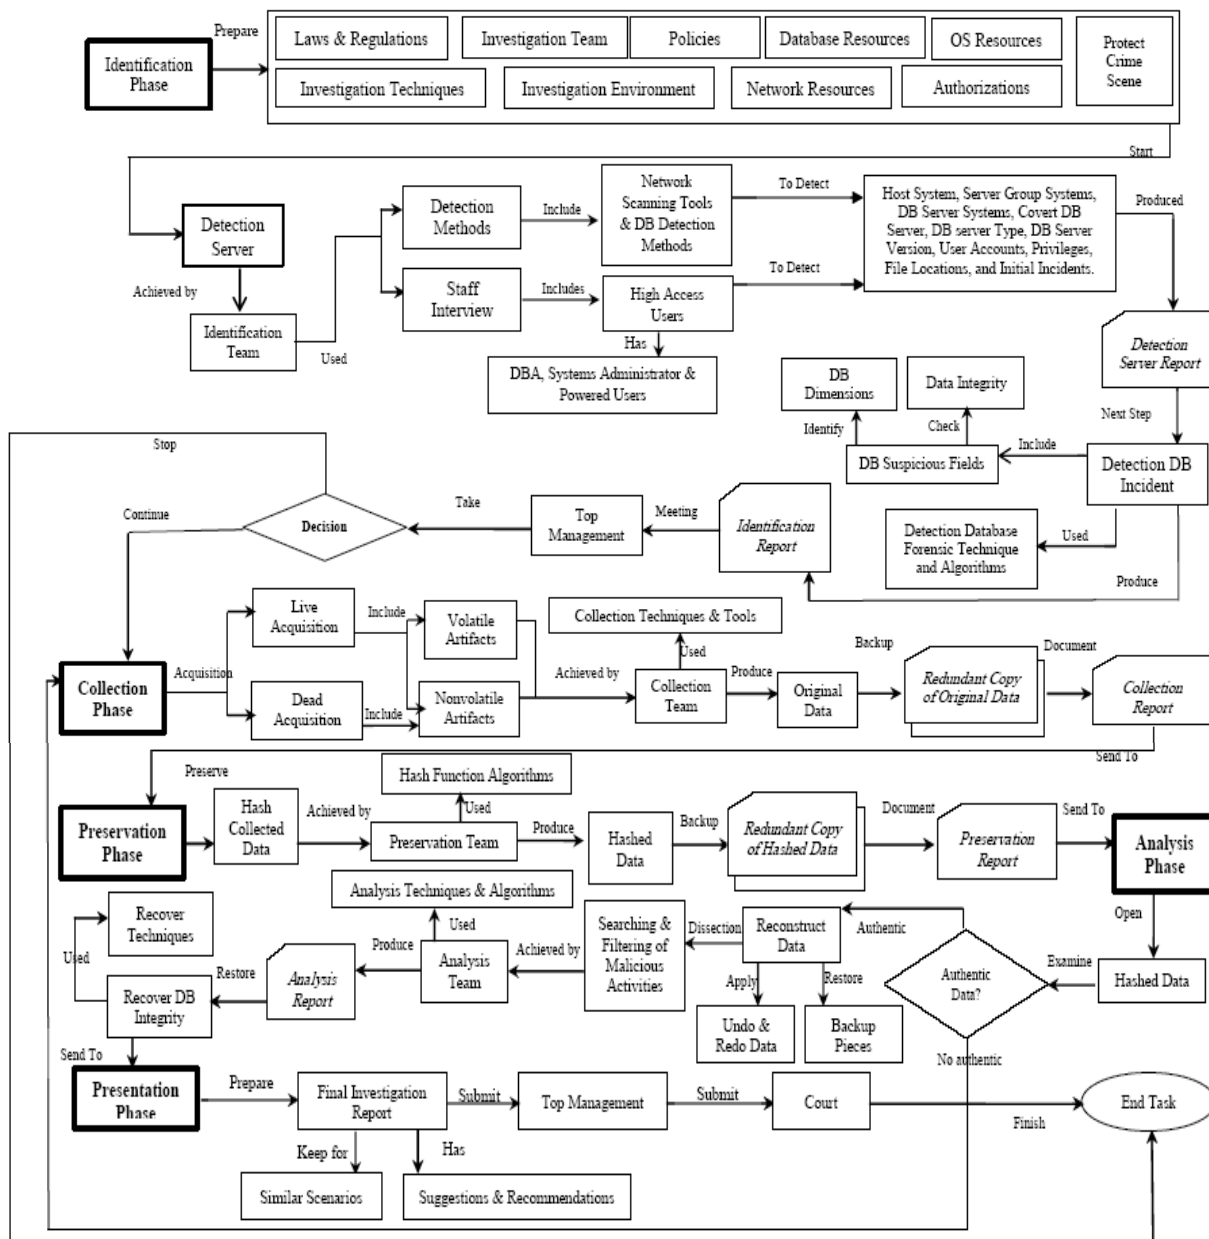 Prepare
Identification
Phase
Laws & Regulations
Investigation Team
Policies
Database Resources
OS Resources
Protect
Crime
Scene
Investigation Techniques
Investigation Environment
Network Resources
Authorizations
Start
Detection
Server
Achieved by
Identification
Team
Used
Detection
Methods
Include
Network
Scanning Tools
& DB Detection
Methods
To Detect
Host System, Server Group Systems,
DB Server Systems, Covert DB
Server, DB server Type, DB Server
Version, User Accounts, Privileges,
File Locations, and Initial Incidents.
Produced
Staff
Interview
Includes
High Access
Users
To Detect
Has
DBA, Systems Administrator &
Powered Users
Detection
Server Report
Next Step
DB
Dimensions
Data Integrity
Identify
Check
DB Suspicious Fields
Include
Detection DB
Incident
Used
Detection Database
Forensic Technique
and Algorithms
Produce
Identification
Report
Meeting
Top
Management
Take
Decision
Stop
Continue
Collection
Phase
Acquisition
Live
Acquisition
Include
Volatile
Artifacts
Dead
Acquisition
Include
Nonvolatile
Artifacts
Achieved by
Collection Techniques & Tools
Used
Collection
Team
Produce
Original
Data
Backup
Redundant Copy
of Original Data
Document
Collection
Report
Send To
Preserve
Preservation
Phase
Hash
Collected
Data
Achieved by
Hash Function Algorithms
Used
Preservation Team
Produce
Hashed
Data
Backup
Redundant Copy
of Hashed Data
Document
Preservation
Report
Send To
Analysis
Phase
Open
Hashed Data
Examine
Authentic
Data?
Authentic
No authentic
Reconstruct
Data
Apply
Undo &
Redo Data
Restore
Backup
Pieces
Dissection
Searching &
Filtering of
Malicious
Activities
Achieved by
Analysis Techniques & Algorithms
Used
Analysis
Team
Produce
Analysis
Report
Restore
Recover DB
Integrity
Used
Recover
Techniques
Send To
Presentation
Phase
Prepare
Final Investigation
Report
Submit
Top Management
Submit
Court
Finish
End Task
Keep for
Similar Scenarios
Has
Suggestions & Recommendations